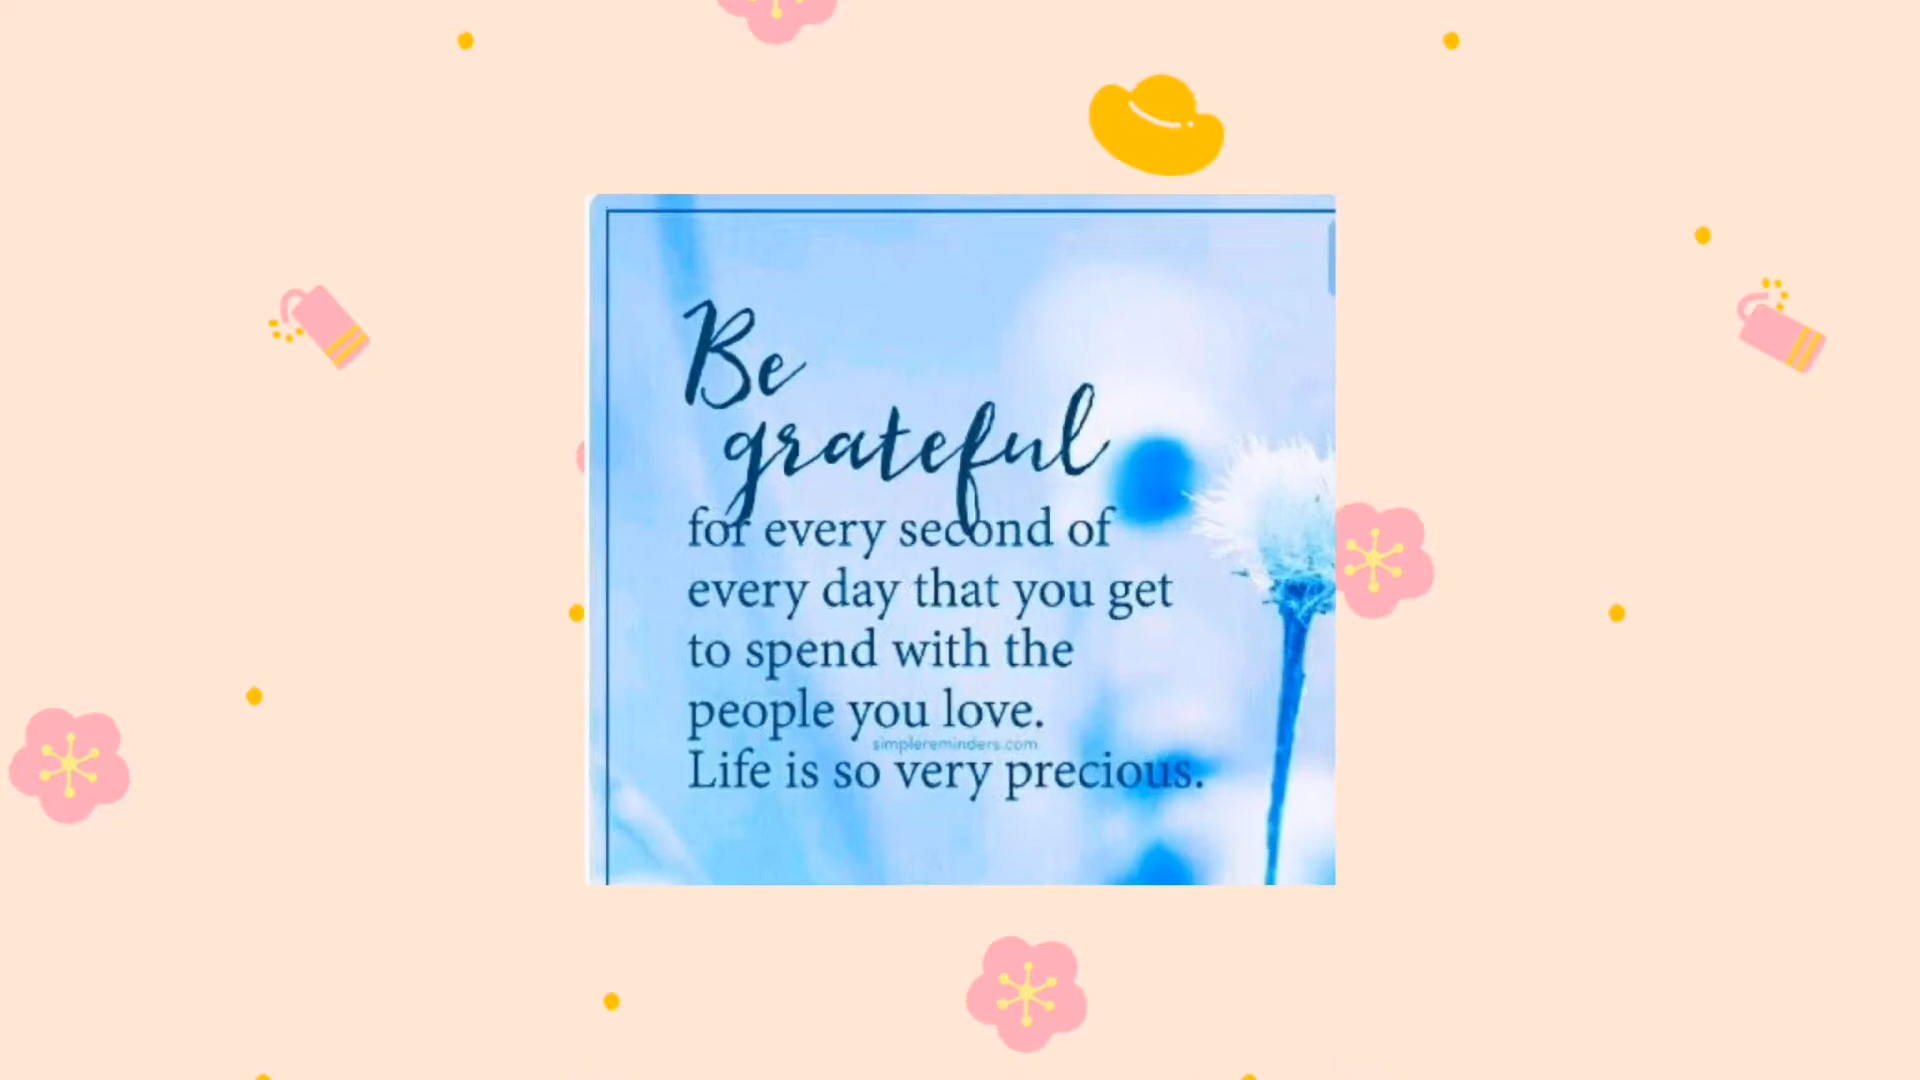 Be
grateful
for every second of
every day that you get
to spend with the
people you love.
simplereminders.com
Life is so very precious.